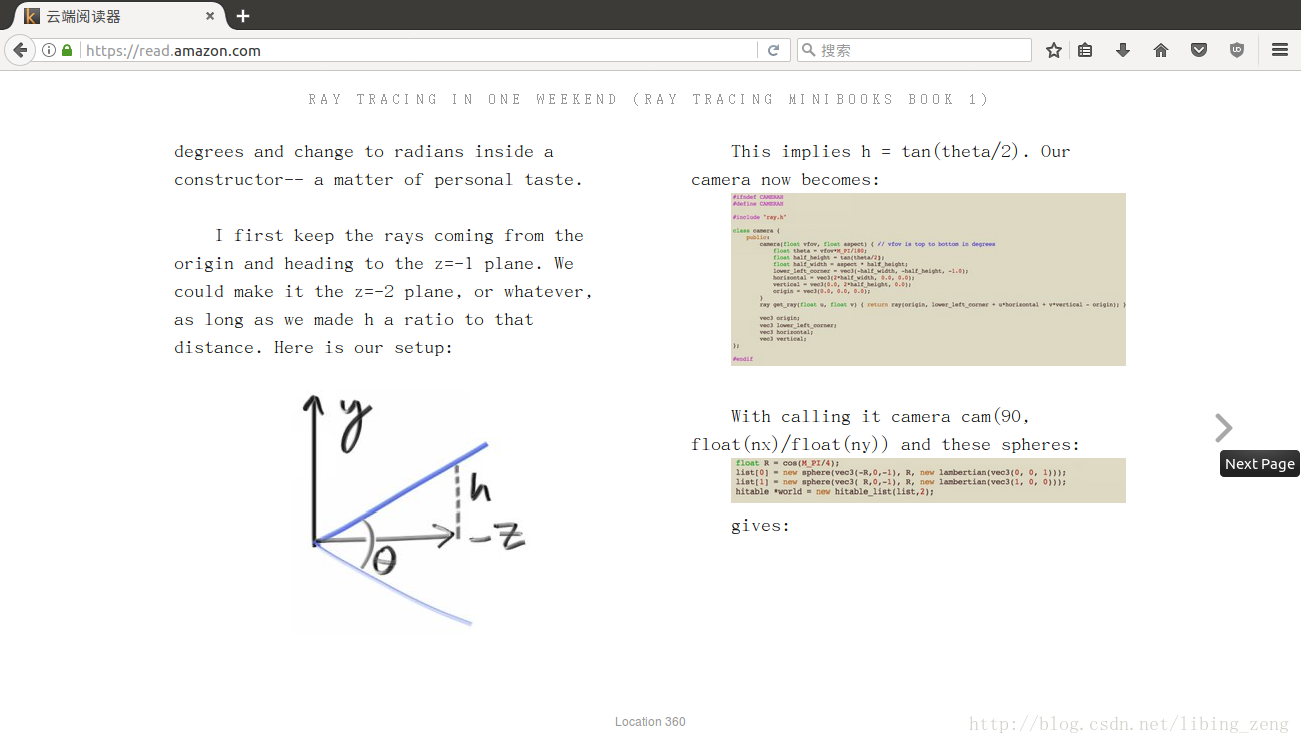 云端阅读器
https://read.amazon.com
搜索
RAY TRACING IN ONE WEEKEND (RAY TRACING MINIBOOKS BOOK 1)
degrees and change to radians inside a
constructor-- a matter of personal taste.
I first keep the rays coming from the
origin and heading to the z=-1 plane. We
could make it the z=-2 plane, or whatever,
as long as we made h a ratio to that
distance. Here is our setup:
y
h
-z
θ
This implies h = tan(theta/2). Our
camera now becomes:
#ifndef CAMERAH
#define CAMERAH
#include "ray.h"
class camera {
public:
camera(float vfov, float aspect) { // vfov is top to bottom in degrees
float theta = vfov*M_PI/180;
float half_height = tan(theta/2);
float half_width = aspect * half_height;
lower_left_corner = vec3(-half_width, -half_height, -1.0);
horizontal = vec3(2*half_width, 0.0, 0.0);
vertical = vec3(0.0, 2*half_height, 0.0);
origin = vec3(0.0, 0.0, 0.0);
}
ray get_ray(float u, float v) { return ray(origin, lower_left_corner + u*horizontal + v*vertical - origin); }
vec3 origin;
vec3 lower_left_corner;
vec3 horizontal;
vec3 vertical;
};
#endif
With calling it camera cam(90,
float(nx)/float(ny)) and these spheres:
float R = cos(M_PI/4);
list[0] = new sphere(vec3(-R,0,-1), R, new lambertian(vec3(0, 0, 1)));
list[1] = new sphere(vec3( R,0,-1), R, new lambertian(vec3(1, 0, 0)));
hitable *world = new hitable_list(list,2);
gives:
Next Page
Location 360
http://blog.csdn.net/libing_zeng